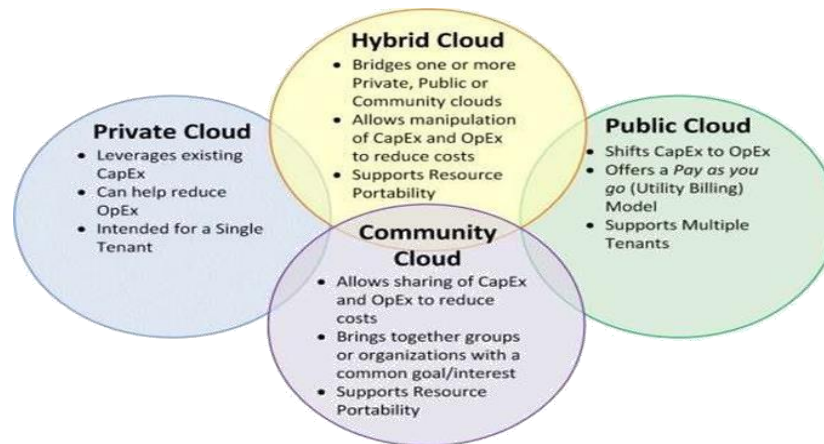 Hybrid Cloud
• Bridges one or more
Private, Public or
Community clouds
• Allows manipulation
of CapEx and OpEx
to reduce costs
• Supports Resource
Portability
Private Cloud
• Leverages existing
CapEx
• Can help reduce
OpEx
• Intended for a Single
Tenant
Public Cloud
• Shifts CapEx to OpEx
• Offers a Pay as you
go (Utility Billing)
Model
• Supports Multiple
Tenants
Community
Cloud
• Allows sharing of CapEx
and OpEx to reduce
costs
• Brings together groups
or organizations with a
common goal/interest
• Supports Resource
Portability